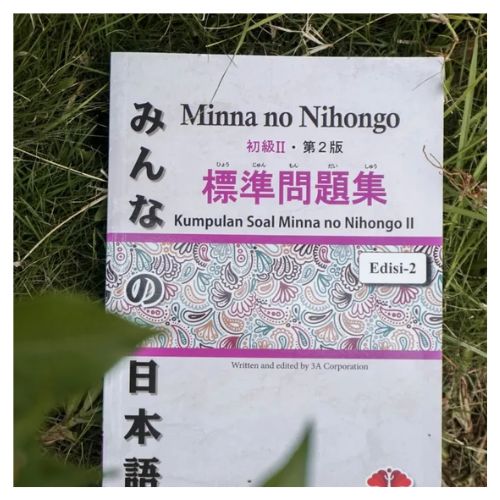 みんなの日本語
Minna no Nihongo
初級II・第2版
ひょう じゅん もん だい しゅう
標準問題集
Kumpulan Soal Minna no Nihongo II
Edisi-2
Written and edited by 3A Corporation